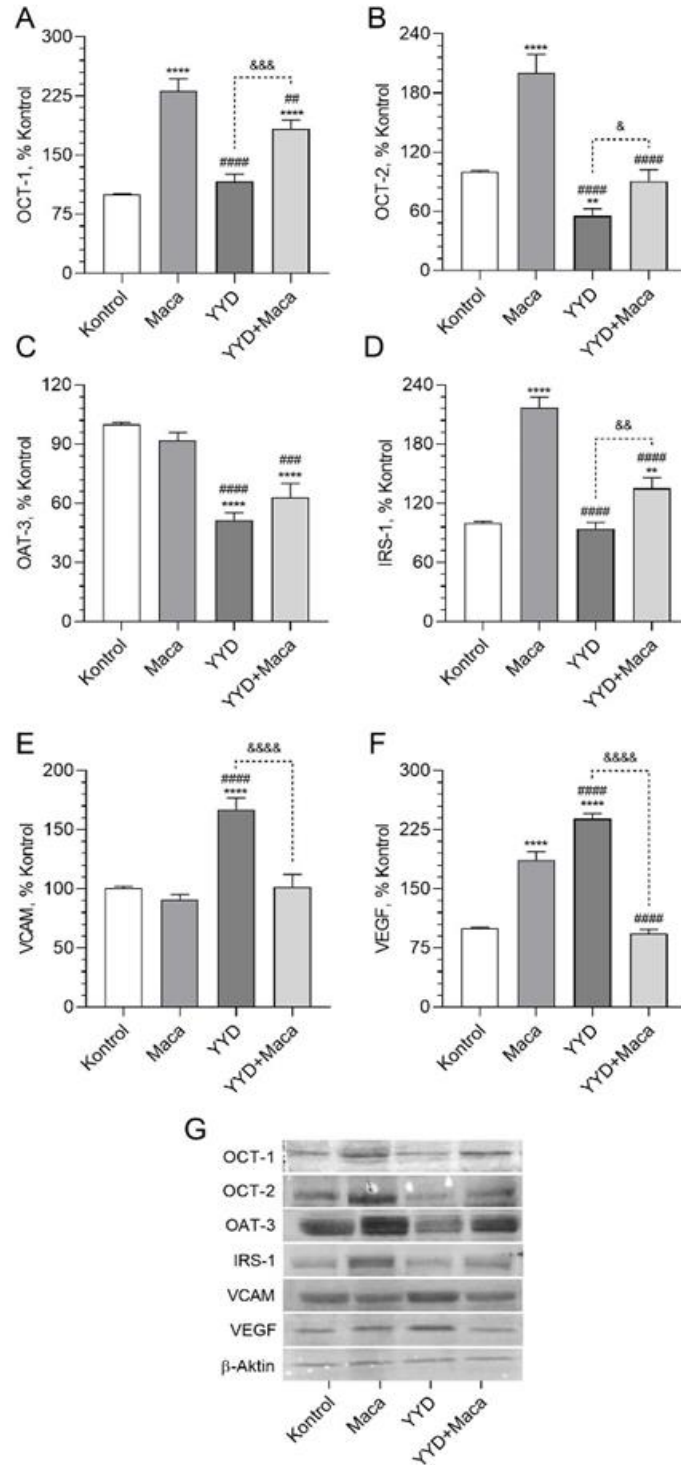 A
OCT-1, % Kontrol
300
225
150
75
0
****
####
&&&
##
****
Kontrol
Maca
YYD
YYD+Maca
B
OCT-2, % Kontrol
240
180
120
60
0
****
####
**
&
####
Kontrol
Maca
YYD
YYD+Maca
C
OAT-3, % Kontrol
120
90
60
30
0
####
****
###
****
Kontrol
Maca
YYD
YYD+Maca
D
IRS-1, % Kontrol
240
180
120
60
0
****
####
&&
####
**
Kontrol
Maca
YYD
YYD+Maca
E
VCAM, % Kontrol
200
150
100
50
0
####
****
&&&&
Kontrol
Maca
YYD
YYD+Maca
F
VEGF, % Kontrol
300
225
150
75
0
****
####
****
&&&&
####
Kontrol
Maca
YYD
YYD+Maca
G
OCT-1
OCT-2
OAT-3
IRS-1
VCAM
VEGF
β-Aktin
Kontrol
Maca
YYD
YYD+Maca